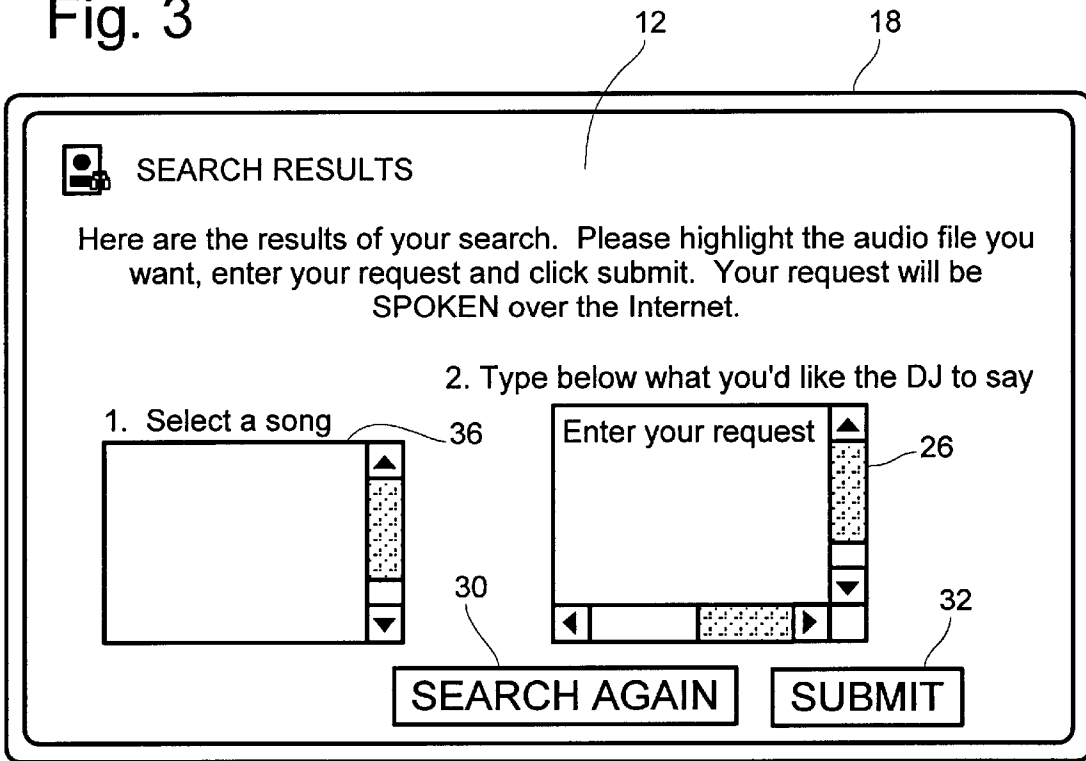 Fig. 3
12
18
SEARCH RESULTS
Here are the results of your search. Please highlight the audio file you
want, enter your request and click submit. Your request will be
SPOKEN over the Internet.
2. Type below what you'd like the DJ to say
1. Select a song
36
Enter your request
26
30
32
SEARCH AGAIN
SUBMIT